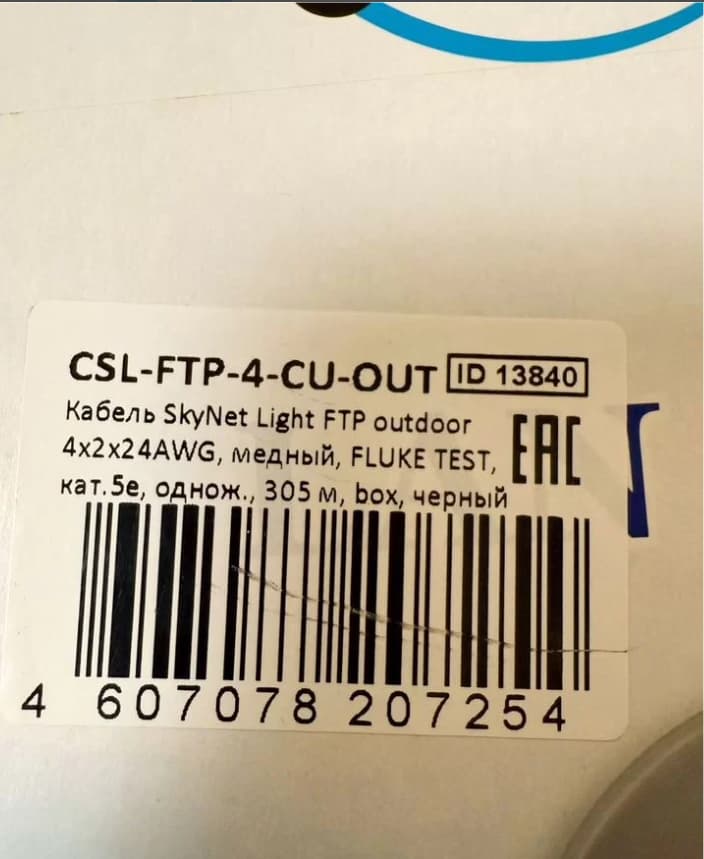 CSL-FTP-4-CU-OUT ID 13840
Кабель SkyNet Light FTP outdoor
4x2x24AWG, медный, FLUKE TEST,
кат.5е, однож., 305 м, box, черный
EAC
4 607078 207254